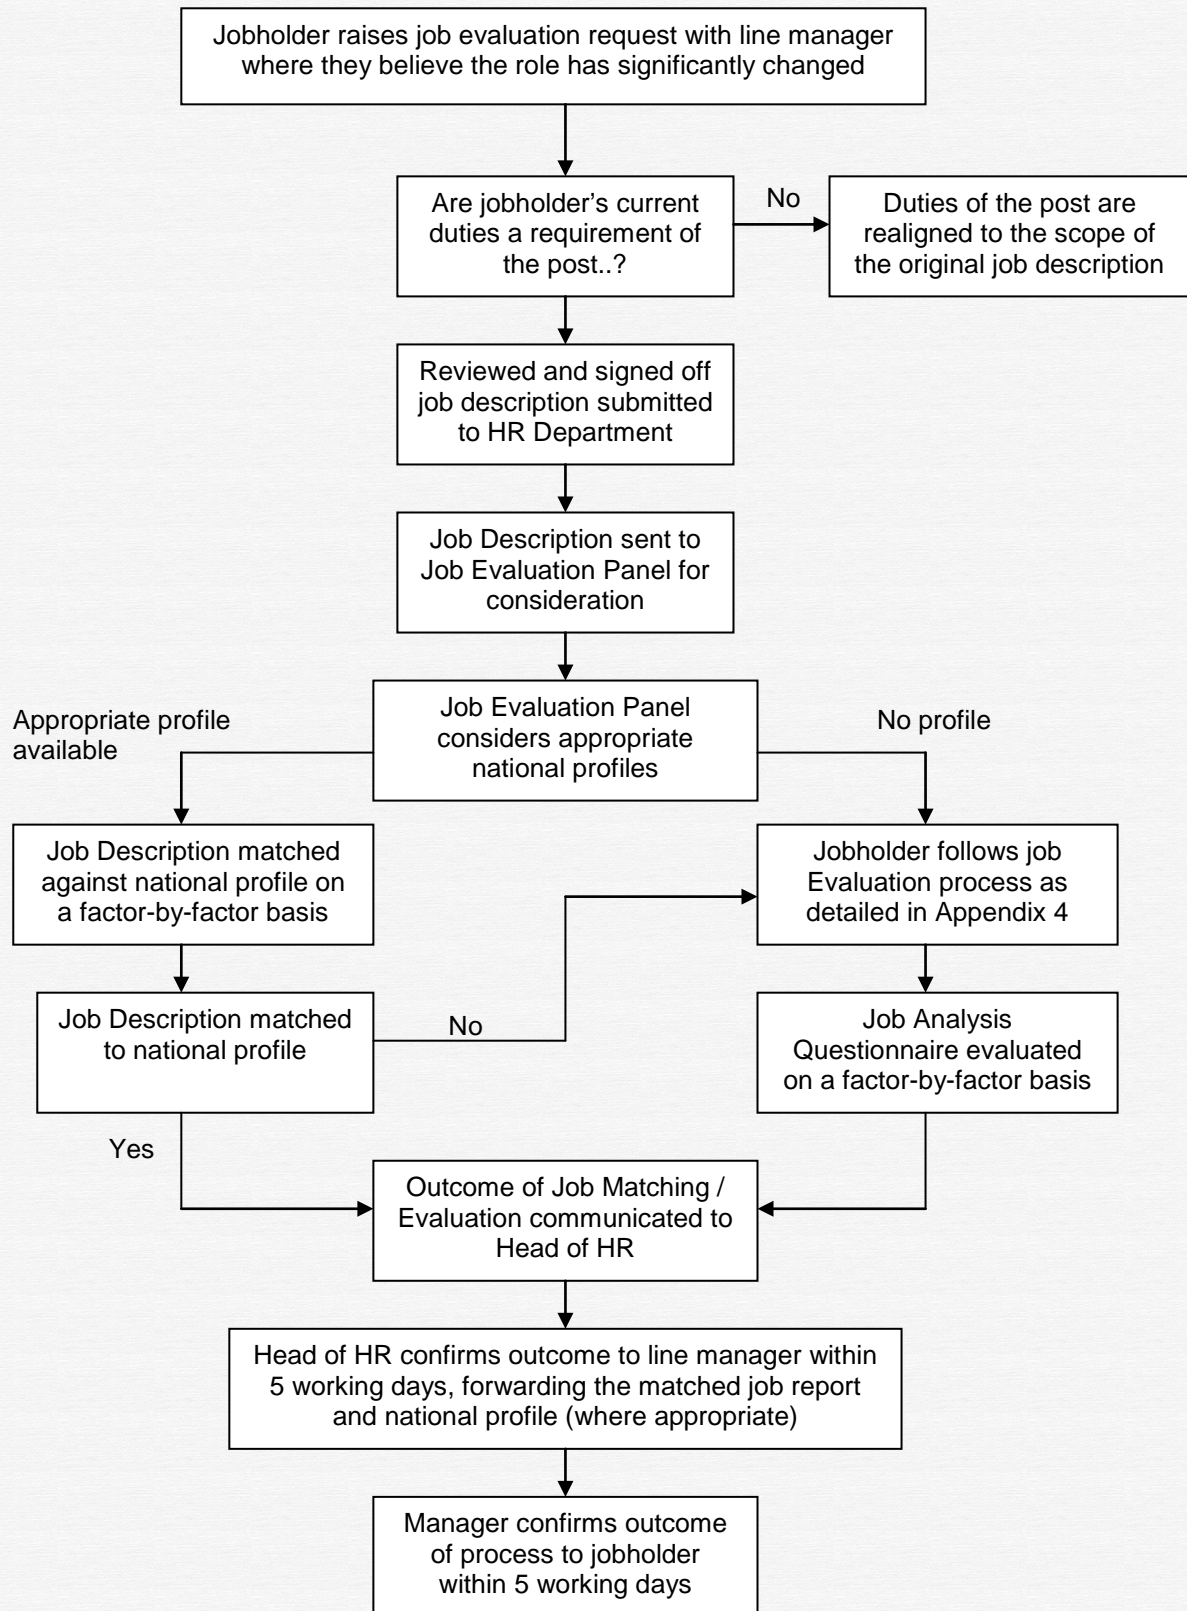 Jobholder raises job evaluation request with line manager
where they believe the role has significantly changed
Are jobholder's current
duties a requirement of
the post..?
No
Duties of the post are
realigned to the scope of
the original job description
Reviewed and signed off
job description submitted
to HR Department
Job Description sent to
Job Evaluation Panel for
consideration
Job Evaluation Panel
considers appropriate
national profiles
Appropriate profile
available
No profile
Job Description matched
against national profile on
a factor-by-factor basis
Jobholder follows job
Evaluation process as
detailed in Appendix 4
Job Description matched
to national profile
No
Job Analysis
Questionnaire evaluated
on a factor-by-factor basis
Yes
Outcome of Job Matching /
Evaluation communicated to
Head of HR
Head of HR confirms outcome to line manager within
5 working days, forwarding the matched job report
and national profile (where appropriate)
Manager confirms outcome
of process to jobholder
within 5 working days